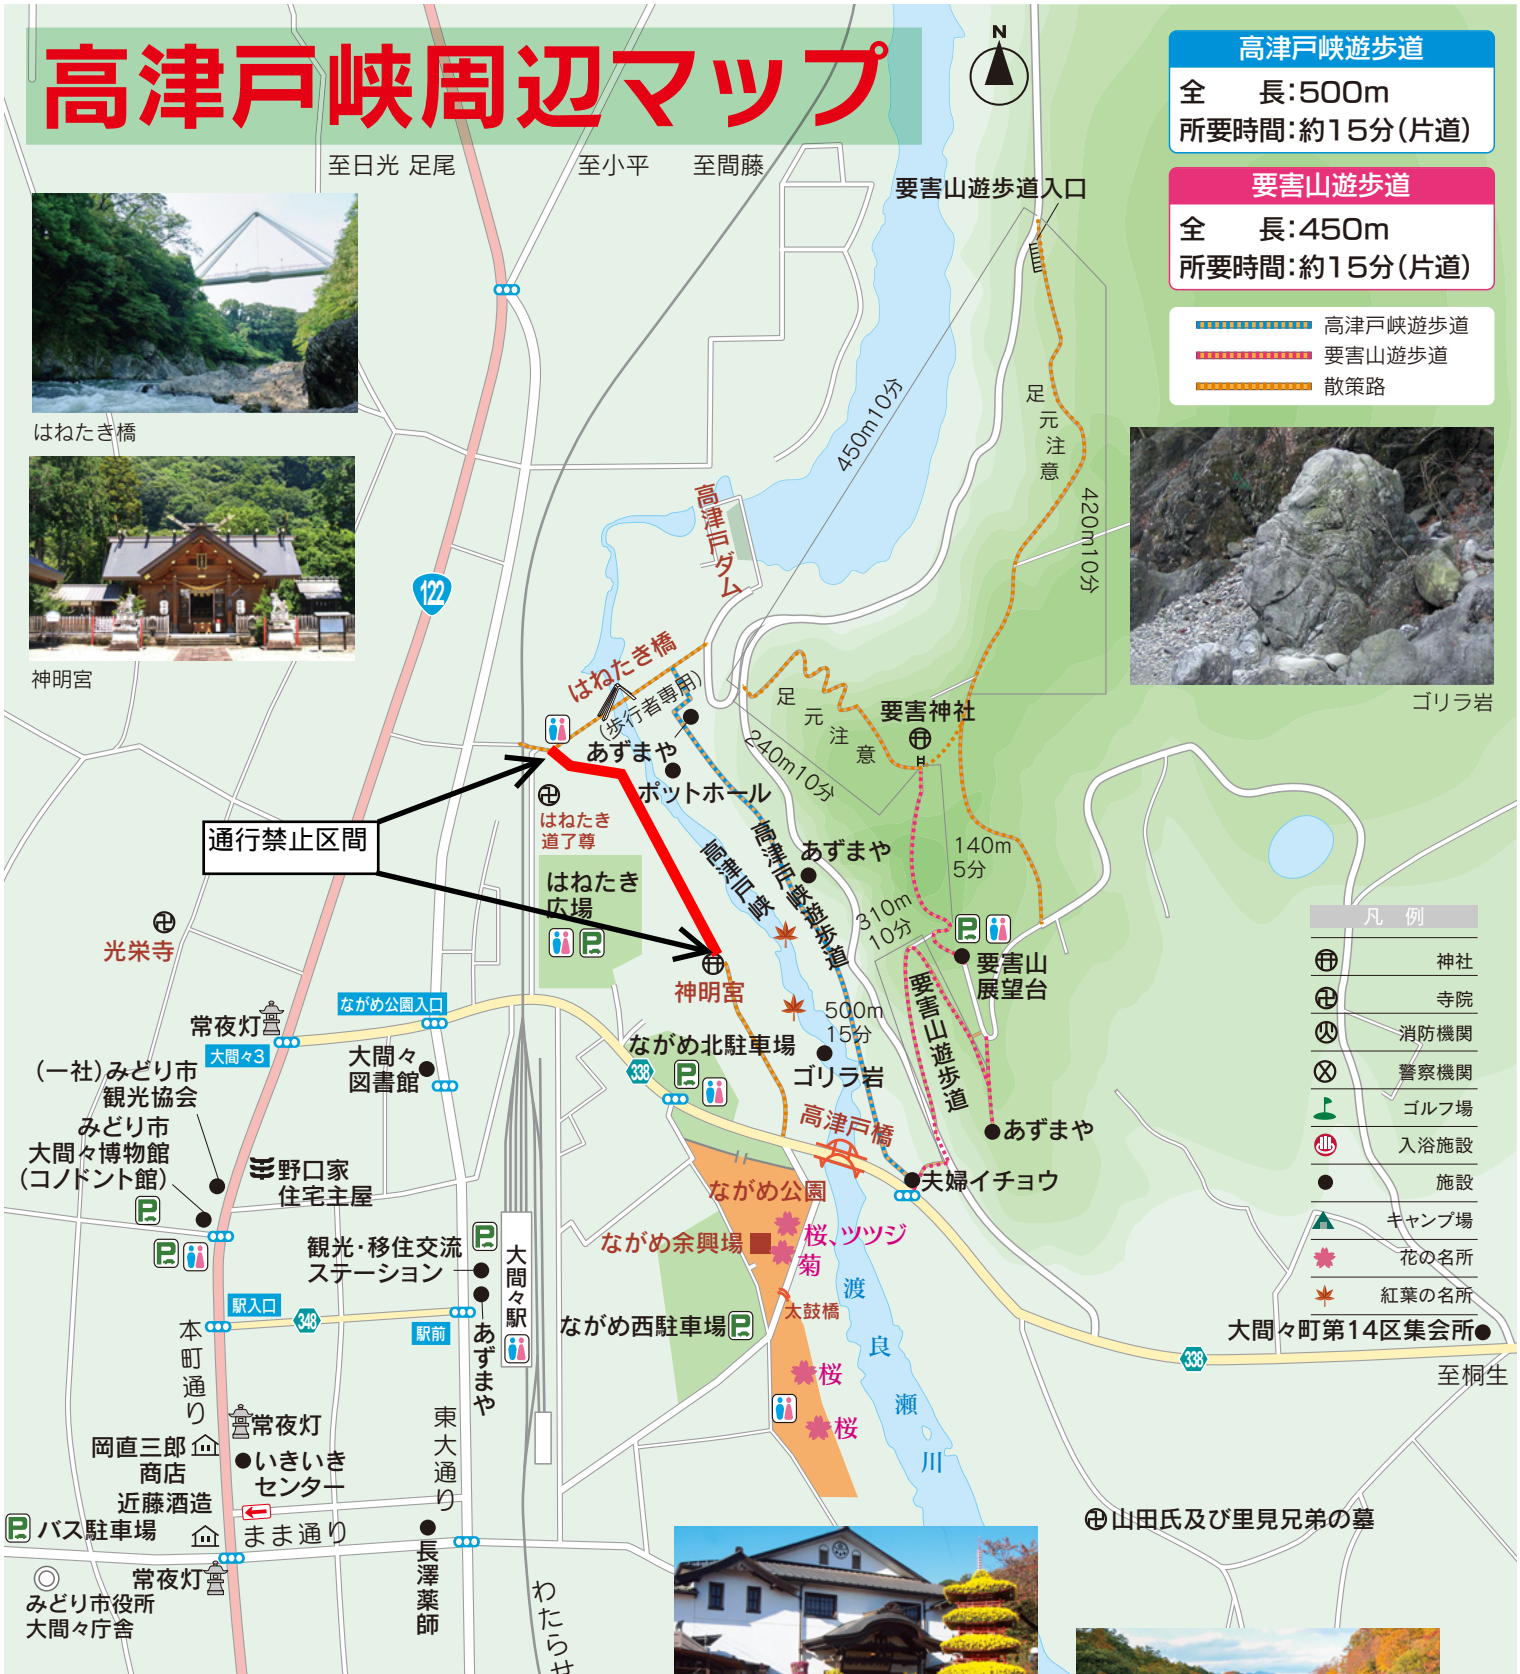 高津戸峡周辺マップ
至日光 足尾
至小平
至間藤
N
高津戸峡遊歩道
全　　長:500m
所要時間:約15分(片道)
要害山遊歩道
全　　長:450m
所要時間:約15分(片道)
高津戸峡遊歩道
要害山遊歩道
散策路
要害山遊歩道入口
はねたき橋
神明宮
ゴリラ岩
450m10分
足元注意
420m10分
高津戸ダム
122
はねたき橋
(歩行者専用)
あずまや
ポットホール
足元注意
240m10分
要害神社
通行禁止区間
はねたき
道了尊
はねたき
広場
高津戸峡
高津戸峡遊歩道
あずまや
140m
5分
310m
10分
要害山
展望台
要害山遊歩道
光栄寺
神明宮
500m
15分
ゴリラ岩
ながめ公園入口
常夜灯
大間々3
大間々
図書館
ながめ北駐車場
338
高津戸橋
あずまや
夫婦イチョウ
(一社)みどり市
観光協会
みどり市
大間々博物館
(コノドント館)
野口家
住宅主屋
観光・移住交流
ステーション
大間々駅
ながめ公園
ながめ余興場
桜、ツツジ
菊
太鼓橋
ながめ西駐車場
駅入口
348
駅前
あずまや
本町通り
東大通り
桜
桜
渡良瀬川
常夜灯
岡直三郎
商店
いきいき
センター
近藤酒造
バス駐車場
まま通り
常夜灯
長澤薬師
みどり市役所
大間々庁舎
わたらせ
凡 例
神社
寺院
消防機関
警察機関
ゴルフ場
入浴施設
施設
キャンプ場
花の名所
紅葉の名所
大間々町第14区集会所
338
至桐生
山田氏及び里見兄弟の墓